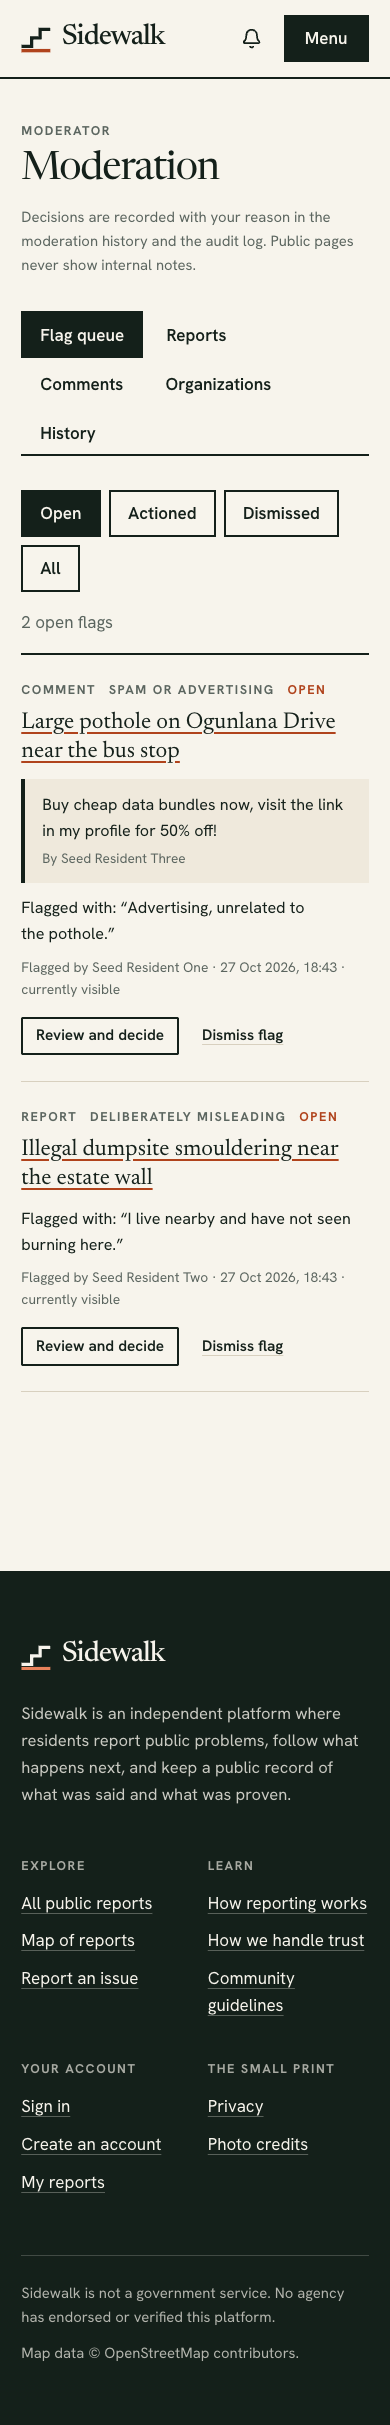 Sidewalk
Menu
MODERATOR
Moderation
Decisions are recorded with your reason in the
moderation history and the audit log. Public pages
never show internal notes.
Flag queue
Reports
Comments
Organizations
History
Open
Actioned
Dismissed
All
2 open flags
COMMENT SPAM OR ADVERTISING OPEN
Large pothole on Ogunlana Drive
near the bus stop
Buy cheap data bundles now, visit the link
in my profile for 50% off!
By Seed Resident Three
Flagged with: “Advertising, unrelated to
the pothole.”
Flagged by Seed Resident One · 27 Oct 2026, 18:43 ·
currently visible
Review and decide
Dismiss flag
REPORT DELIBERATELY MISLEADING OPEN
Illegal dumpsite smouldering near
the estate wall
Flagged with: “I live nearby and have not seen
burning here.”
Flagged by Seed Resident Two · 27 Oct 2026, 18:43 ·
currently visible
Review and decide
Dismiss flag
Sidewalk
Sidewalk is an independent platform where
residents report public problems, follow what
happens next, and keep a public record of
what was said and what was proven.
EXPLORE
All public reports
Map of reports
Report an issue
LEARN
How reporting works
How we handle trust
Community
guidelines
YOUR ACCOUNT
Sign in
Create an account
My reports
THE SMALL PRINT
Privacy
Photo credits
Sidewalk is not a government service. No agency
has endorsed or verified this platform.
Map data © OpenStreetMap contributors.